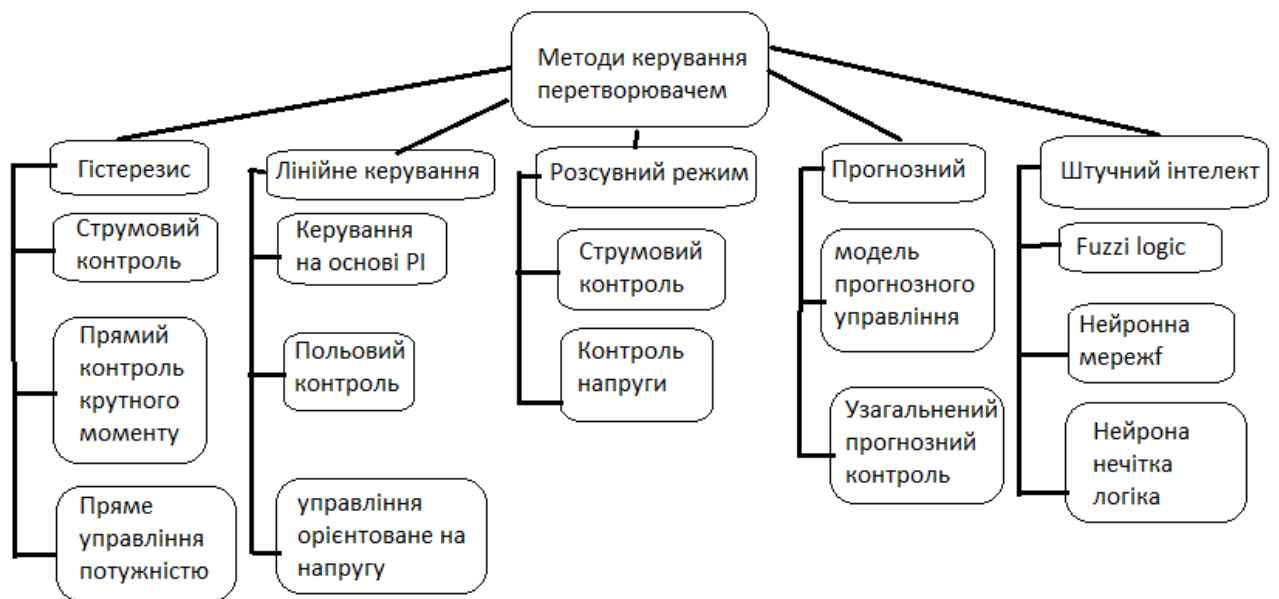 Методи керування
перетворювачем
Гістерезис
Струмовий
контроль
Прямий
контроль
крутного
моменту
Пряме
управління
потужністю
Лінійне керування
Керування
на основі PI
Польовий
контроль
управління
орієнтоване на
напругу
Розсувний режим
Струмовий
контроль
Контроль
напруги
Прогнозний
модель
прогнозного
управління
Узагальнений
прогнозний
контроль
Штучний інтелект
Fuzzi logic
Нейронна
мережf
Нейрона
нечітка
логіка